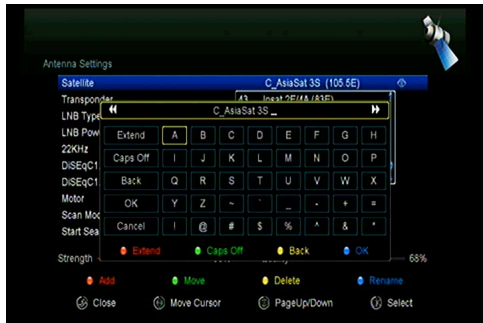 Antenna Settings
Satellite C_AsiaSat 3S (105.5E)
Transponder 43 Insat 2E/4A (83E)
LNB Type
C_AsiaSat 3S _
LNB Pow
Extend A B C D E F G H
22KHz
DiSEqC1
Caps Off I J K L M N O P
DiSEqC1
Back Q R S T U V W X
Motor
OK Y Z ~ ` _ - + =
Scan Mod
Cancel ! @ # $ % ^ & *
Start Sea
Extend Caps Off Back OK
Strength 68%
Add Move Delete Rename
Close Move Cursor PageUp/Down Select